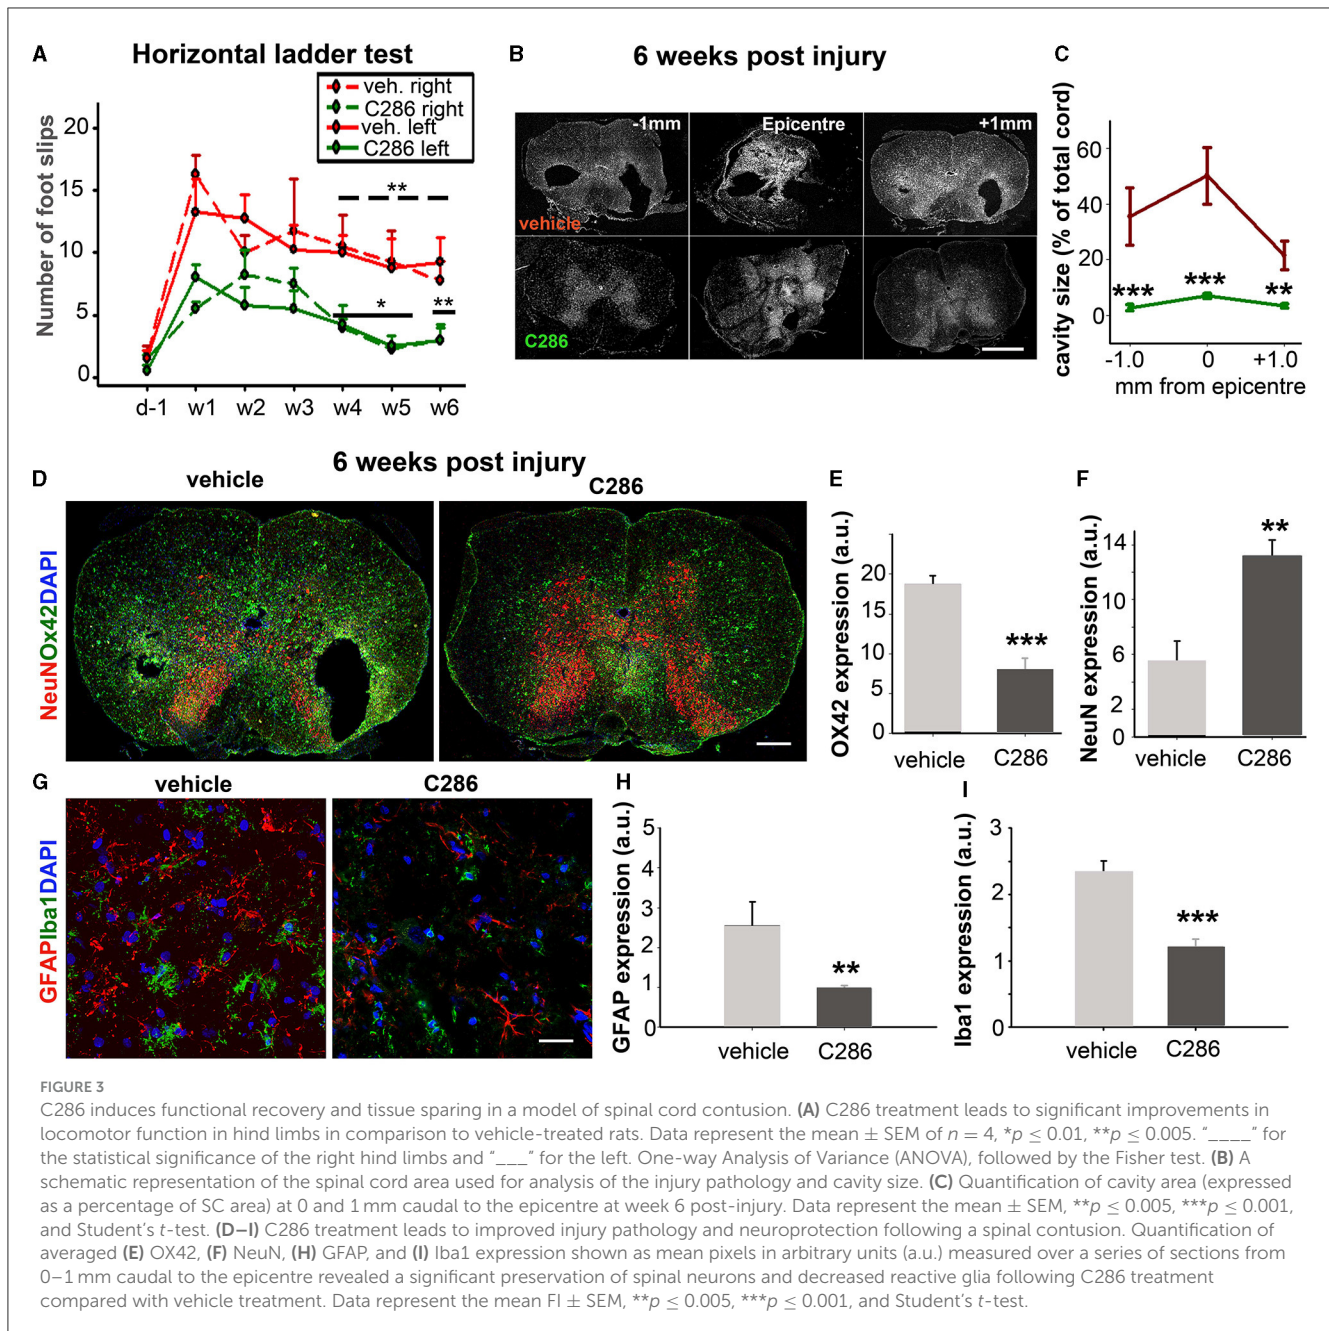 A
Horizontal ladder test
veh. right
C286 right
veh. left
C286 left
Number of foot slips
20
15
10
5
0
**
*
**
d-1 w1 w2 w3 w4 w5 w6
B
6 weeks post injury
-1mm
Epicentre
+1mm
vehicle
C286
C
cavity size (% of total cord)
60
40
20
0
***
***
**
-1.0 0 +1.0
mm from epicentre
6 weeks post injury
D
vehicle
C286
NeuNOx42DAPI
E
OX42 expression (a.u.)
20
15
10
5
0
***
vehicle C286
F
NeuN expression (a.u.)
14
10
6
4
0
**
vehicle C286
G
vehicle
C286
GFAPIba1DAPI
H
GFAP expression (a.u.)
5
4
3
2
1
0
**
vehicle C286
I
Iba1 expression (a.u.)
3
2
1
0
***
vehicle C286
FIGURE 3
C286 induces functional recovery and tissue sparing in a model of spinal cord contusion. (A) C286 treatment leads to significant improvements in
locomotor function in hind limbs in comparison to vehicle-treated rats. Data represent the mean ± SEM of n = 4, *p ≤ 0.01, **p ≤ 0.005. "____" for
the statistical significance of the right hind limbs and "___" for the left. One-way Analysis of Variance (ANOVA), followed by the Fisher test. (B) A
schematic representation of the spinal cord area used for analysis of the injury pathology and cavity size. (C) Quantification of cavity area (expressed
as a percentage of SC area) at 0 and 1 mm caudal to the epicentre at week 6 post-injury. Data represent the mean ± SEM, **p ≤ 0.005, ***p ≤ 0.001,
and Student's t-test. (D–I) C286 treatment leads to improved injury pathology and neuroprotection following a spinal contusion. Quantification of
averaged (E) OX42, (F) NeuN, (H) GFAP, and (I) Iba1 expression shown as mean pixels in arbitrary units (a.u.) measured over a series of sections from
0–1 mm caudal to the epicentre revealed a significant preservation of spinal neurons and decreased reactive glia following C286 treatment
compared with vehicle treatment. Data represent the mean FI ± SEM, **p ≤ 0.005, ***p ≤ 0.001, and Student's t-test.